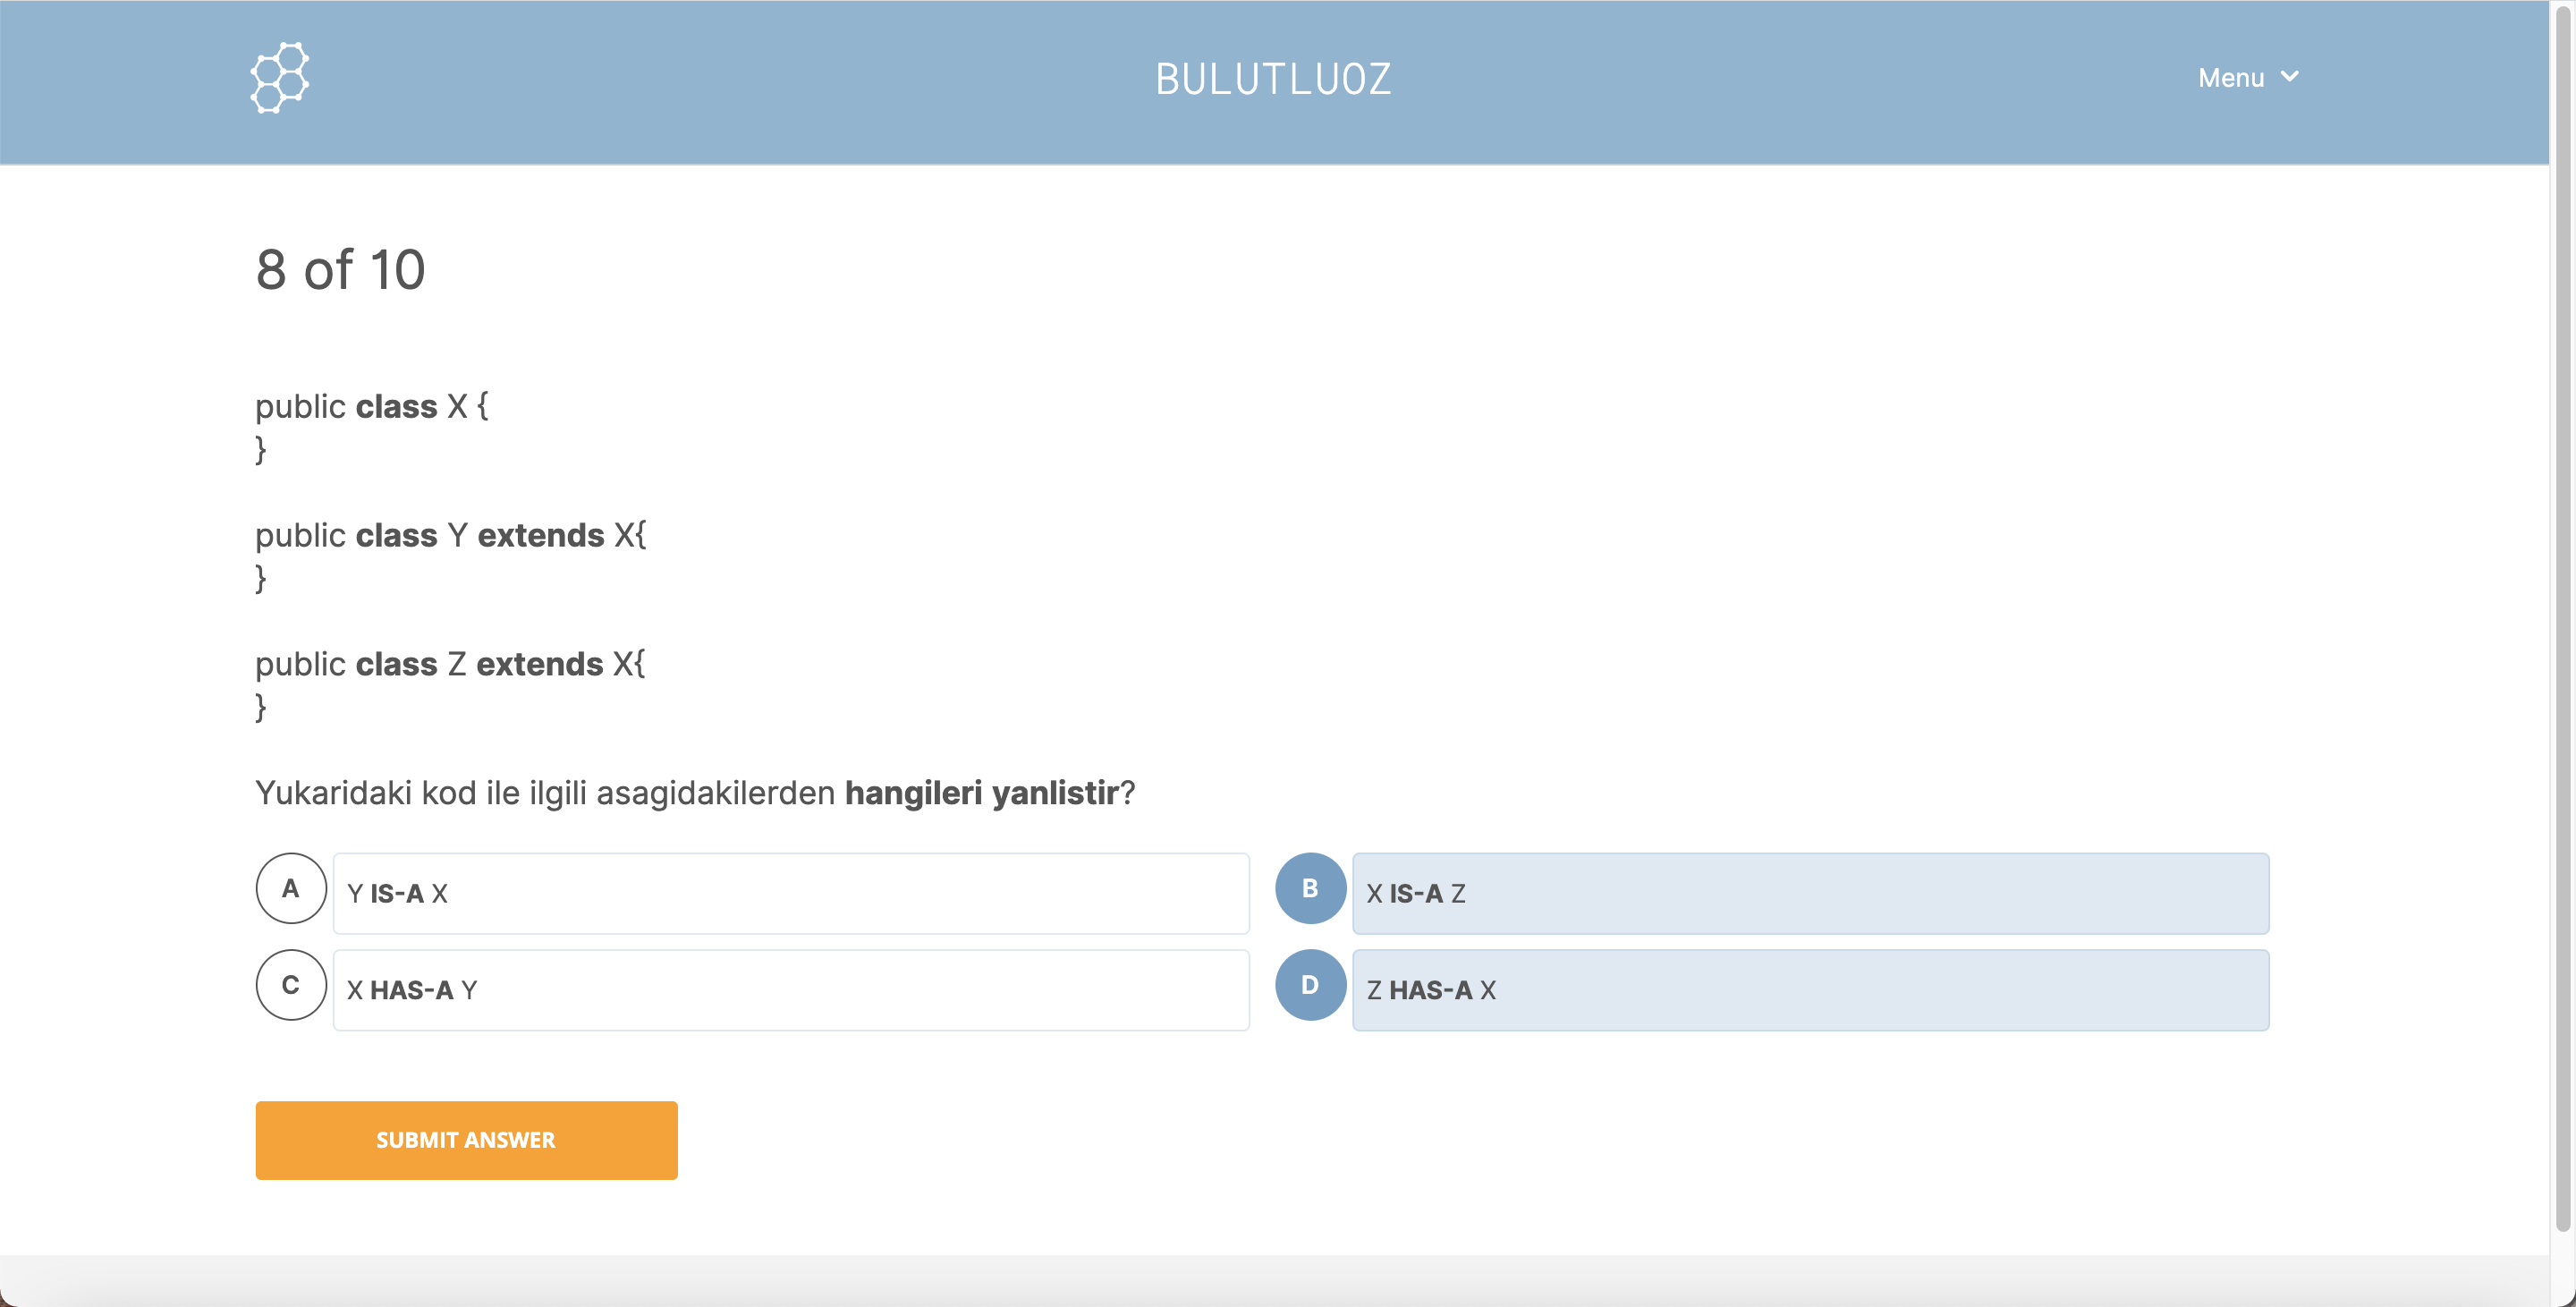 BULUTLUOZ
Menu
8 of 10
public class X {
}
public class Y extends X{
}
public class Z extends X{
}
Yukaridaki kod ile ilgili asagidakilerden hangileri yanlistir?
A Y IS-A X
B X IS-A Z
C X HAS-A Y
D Z HAS-A X
SUBMIT ANSWER